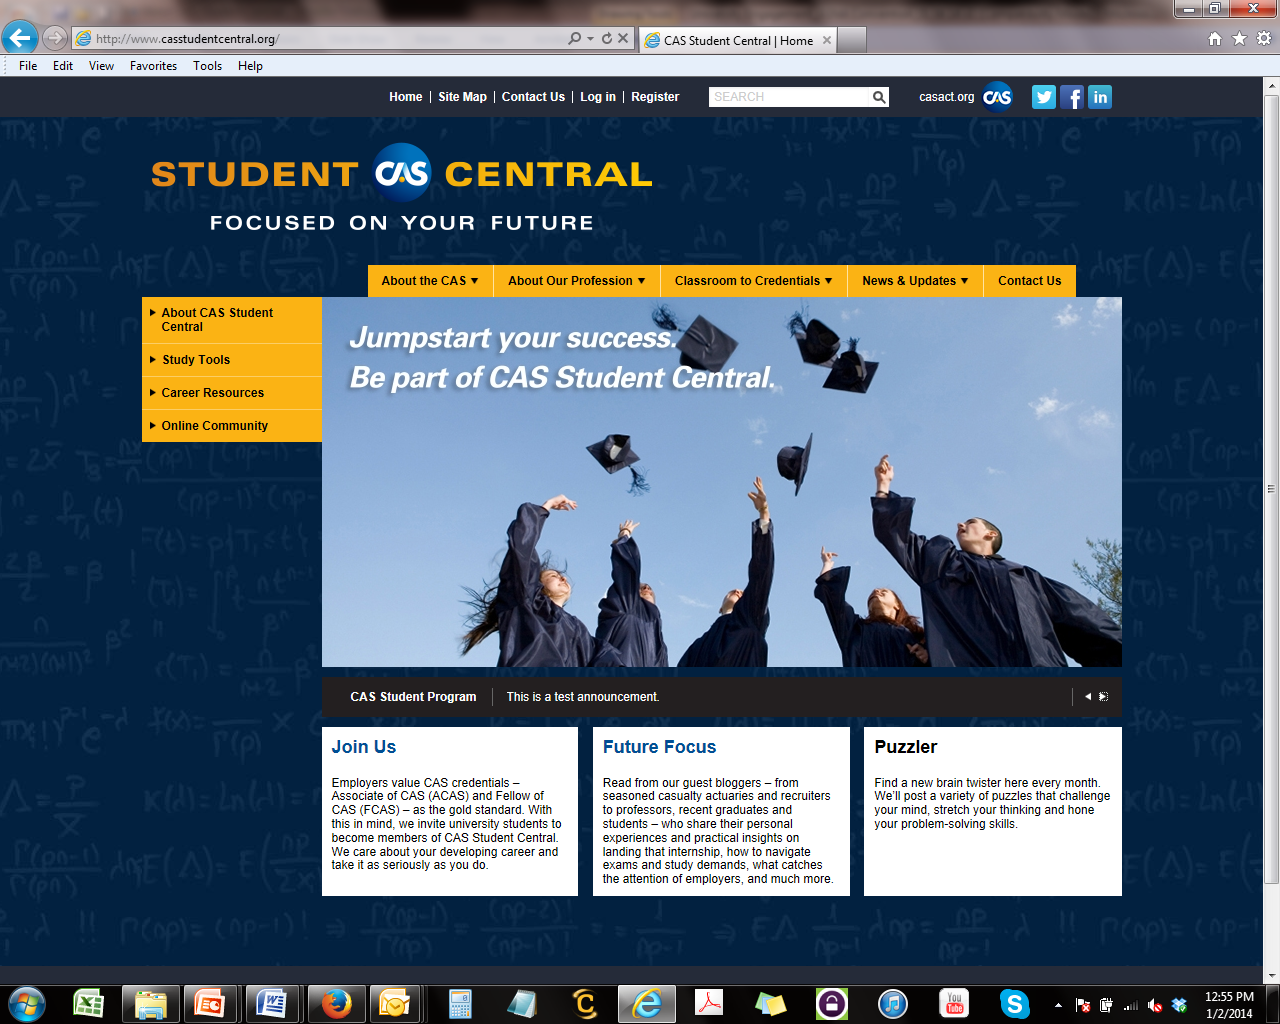 http://www.casstudentcentral.org/
CAS Student Central | Home
File Edit View Favorites Tools Help
Home | Site Map | Contact Us | Log in | Register
SEARCH
casact.org CAS
STUDENT CAS CENTRAL
FOCUSED ON YOUR FUTURE
About the CAS About Our Profession Classroom to Credentials News & Updates Contact Us
About CAS Student
Central
Study Tools
Career Resources
Online Community
Jumpstart your success.
Be part of CAS Student Central.
CAS Student Program This is a test announcement.
Join Us
Employers value CAS credentials –
Associate of CAS (ACAS) and Fellow of
CAS (FCAS) – as the gold standard. With
this in mind, we invite university students to
become members of CAS Student Central.
We care about your developing career and
take it as seriously as you do.
Future Focus
Read from our guest bloggers – from
seasoned casualty actuaries and recruiters
to professors, recent graduates and
students – who share their personal
experiences and practical insights on
landing that internship, how to navigate
exams and study demands, what catches
the attention of employers, and much more.
Puzzler
Find a new brain twister here every month.
We'll post a variety of puzzles that challenge
your mind, stretch your thinking and hone
your problem-solving skills.
You
Tube
12:55 PM
1/2/2014